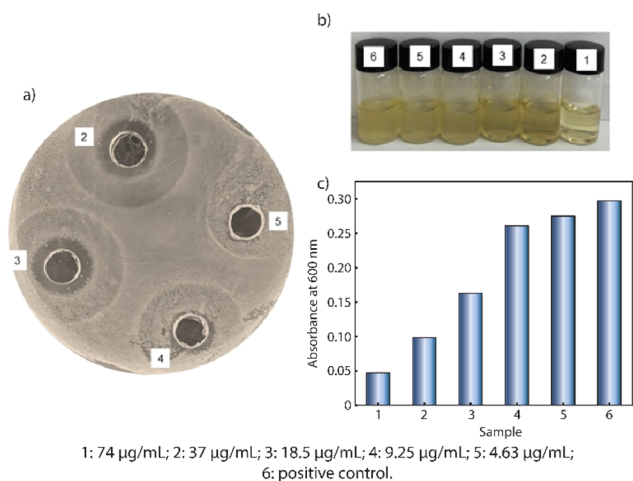 b)
6 5 4 3 2 1
a)
2
5
3
4
c)
Absorbance at 600 nm
0.30
0.25
0.20
0.15
0.10
0.05
0
1 2 3 4 5 6
Sample
1: 74 µg/mL; 2: 37 µg/mL; 3: 18.5 µg/mL; 4: 9.25 µg/mL; 5: 4.63 µg/mL;
6: positive control.